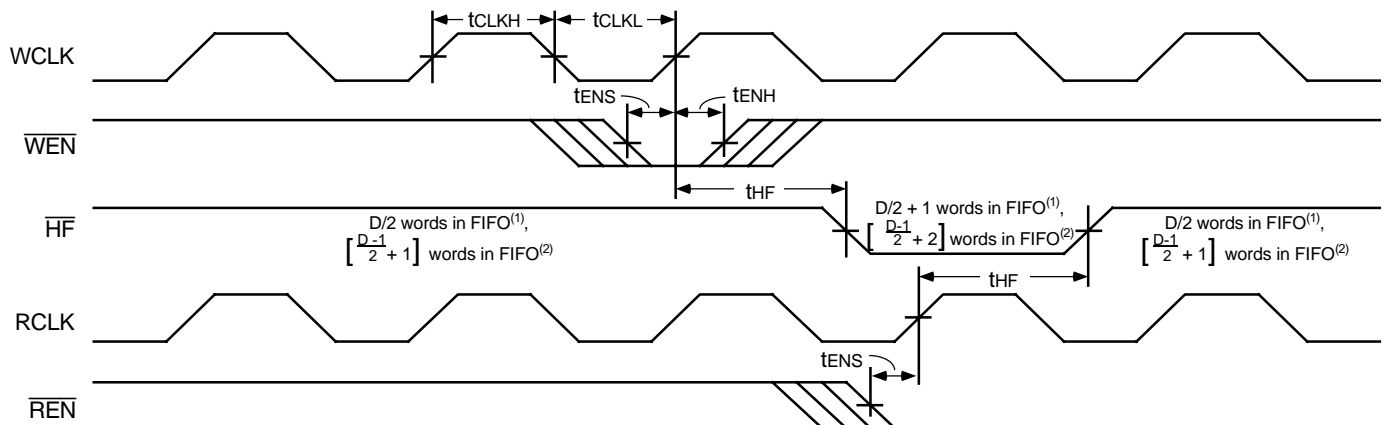 tCLKH
tCLKL
WCLK
tENS
tENH
WEN
tHF
HF
D/2 words in FIFO(1),
[D-1/2 + 1] words in FIFO(2)
D/2 + 1 words in FIFO(1),
[D-1/2 + 2] words in FIFO(2)
D/2 words in FIFO(1),
[D-1/2 + 1] words in FIFO(2)
tHF
RCLK
tENS
REN